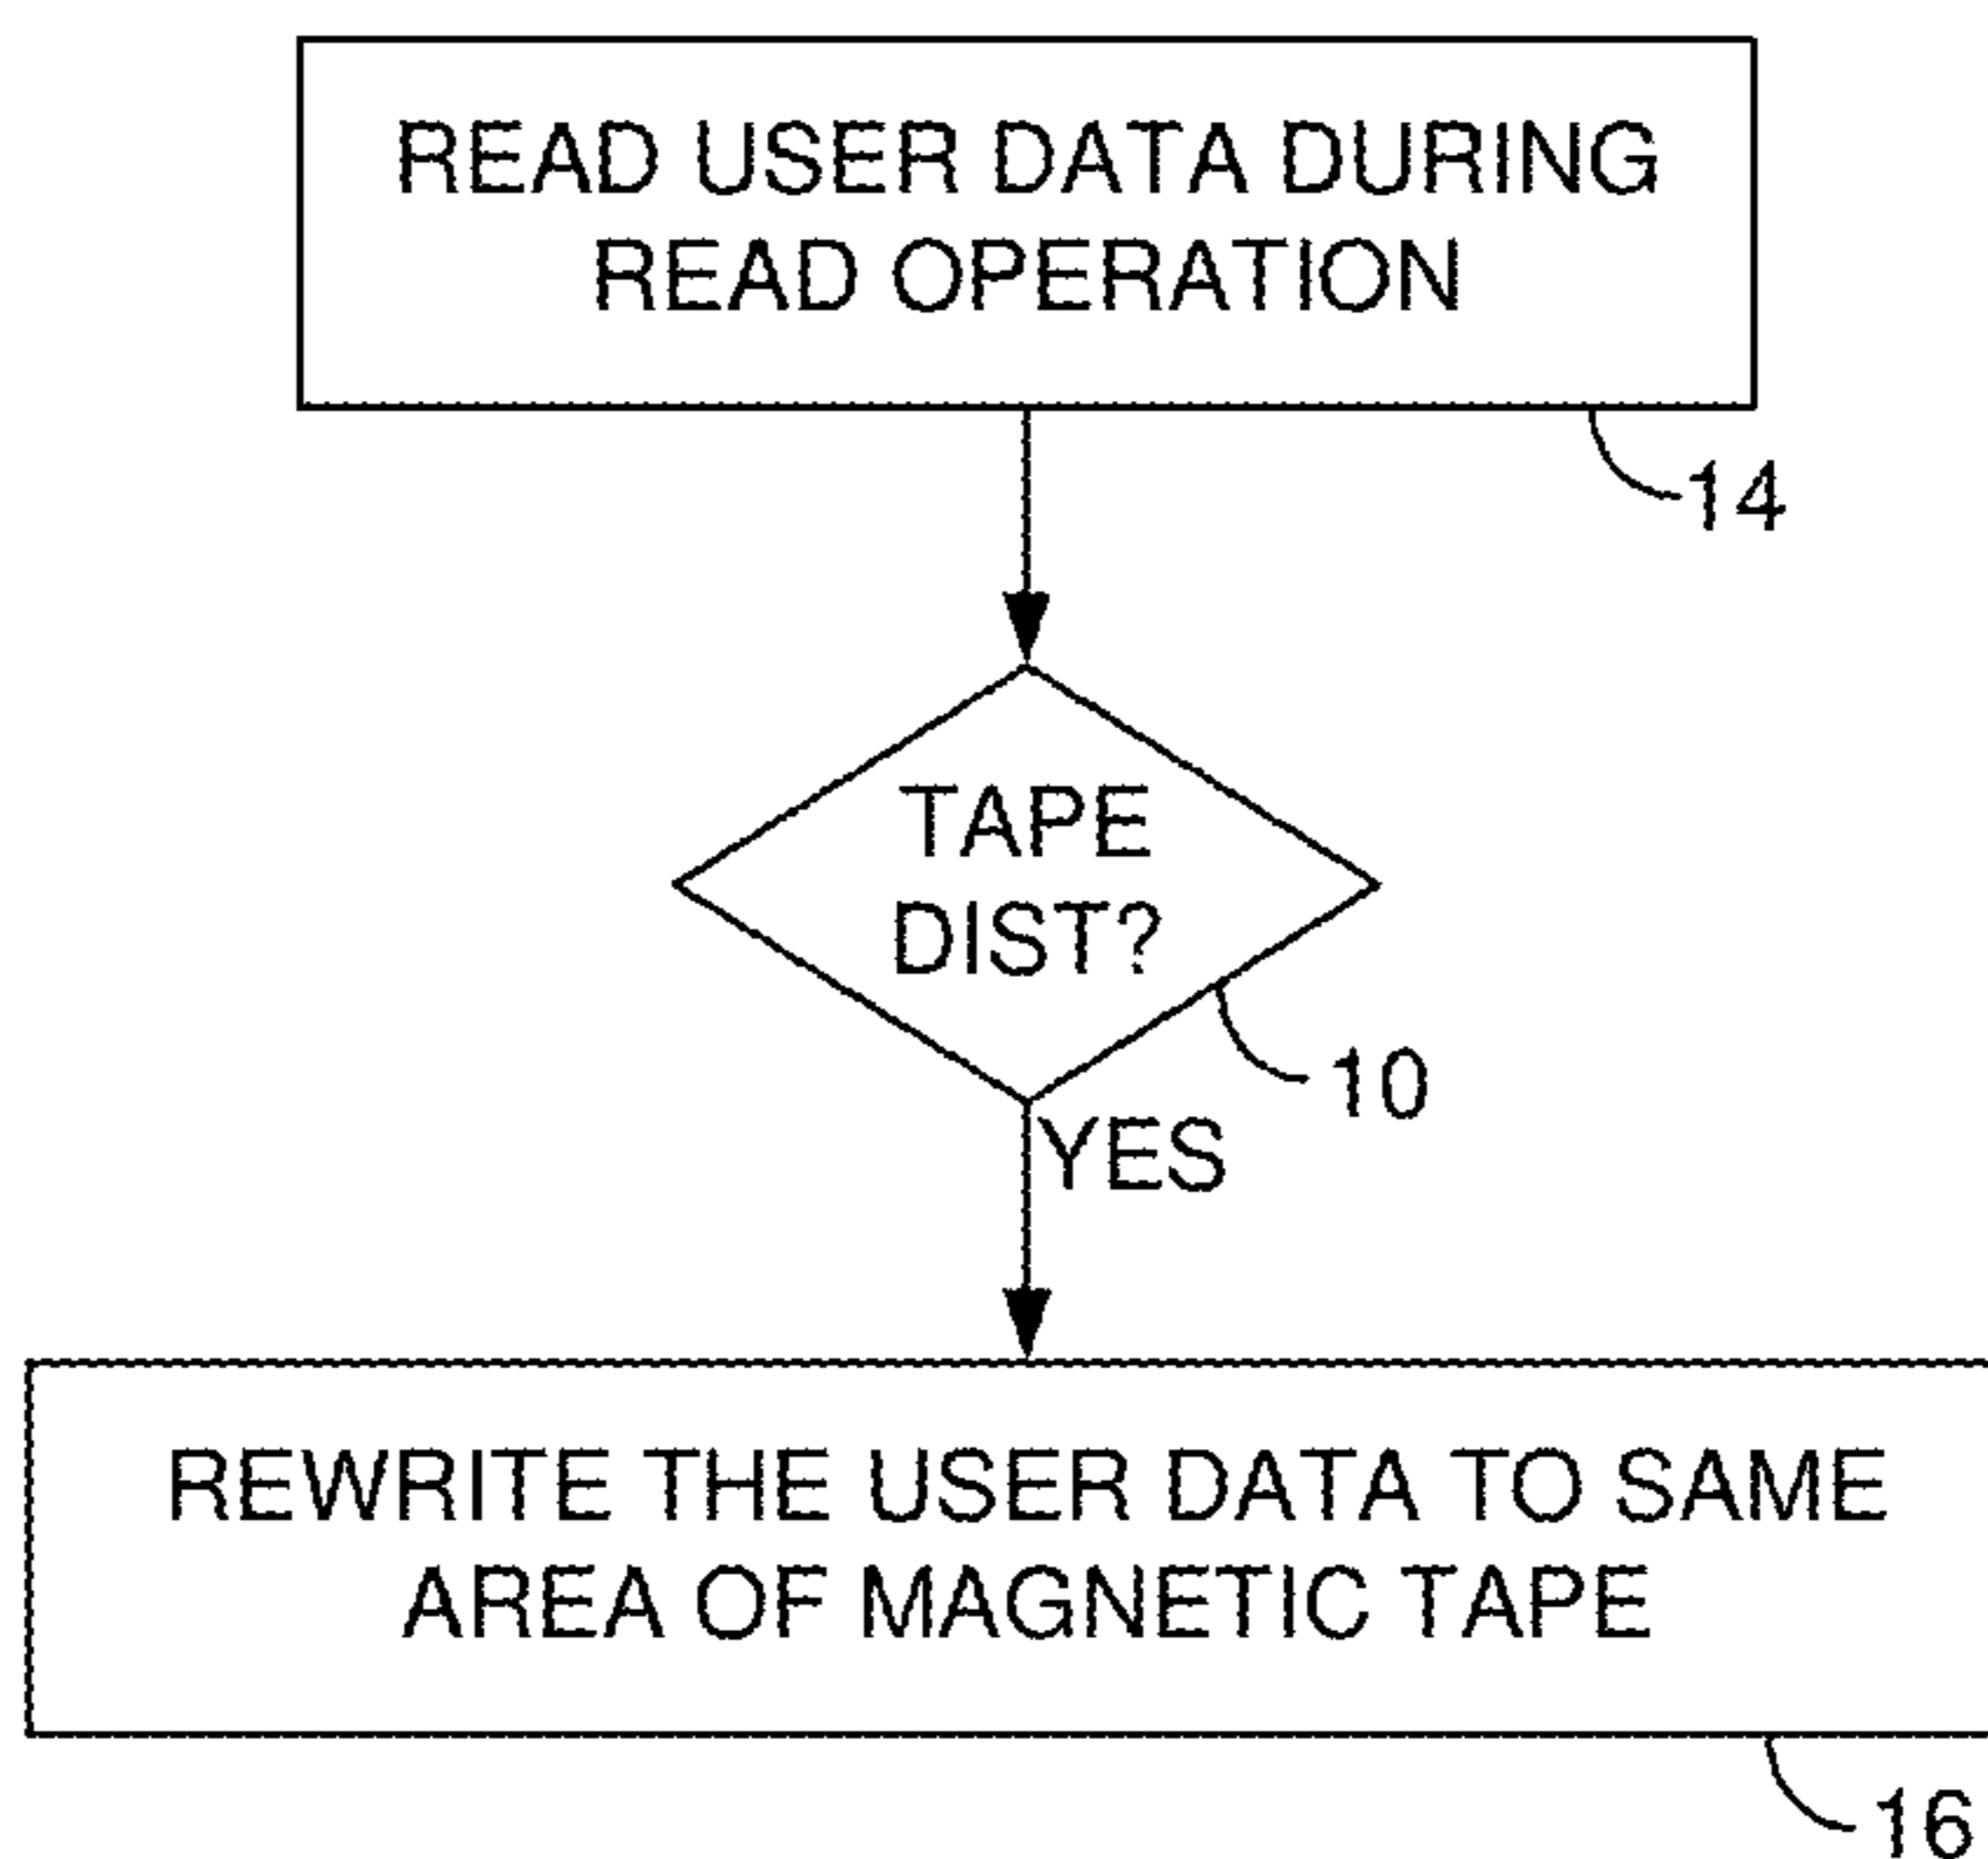 READ USER DATA DURING
READ OPERATION
14
TAPE
DIST?
10
YES
REWRITE THE USER DATA TO SAME
AREA OF MAGNETIC TAPE
16